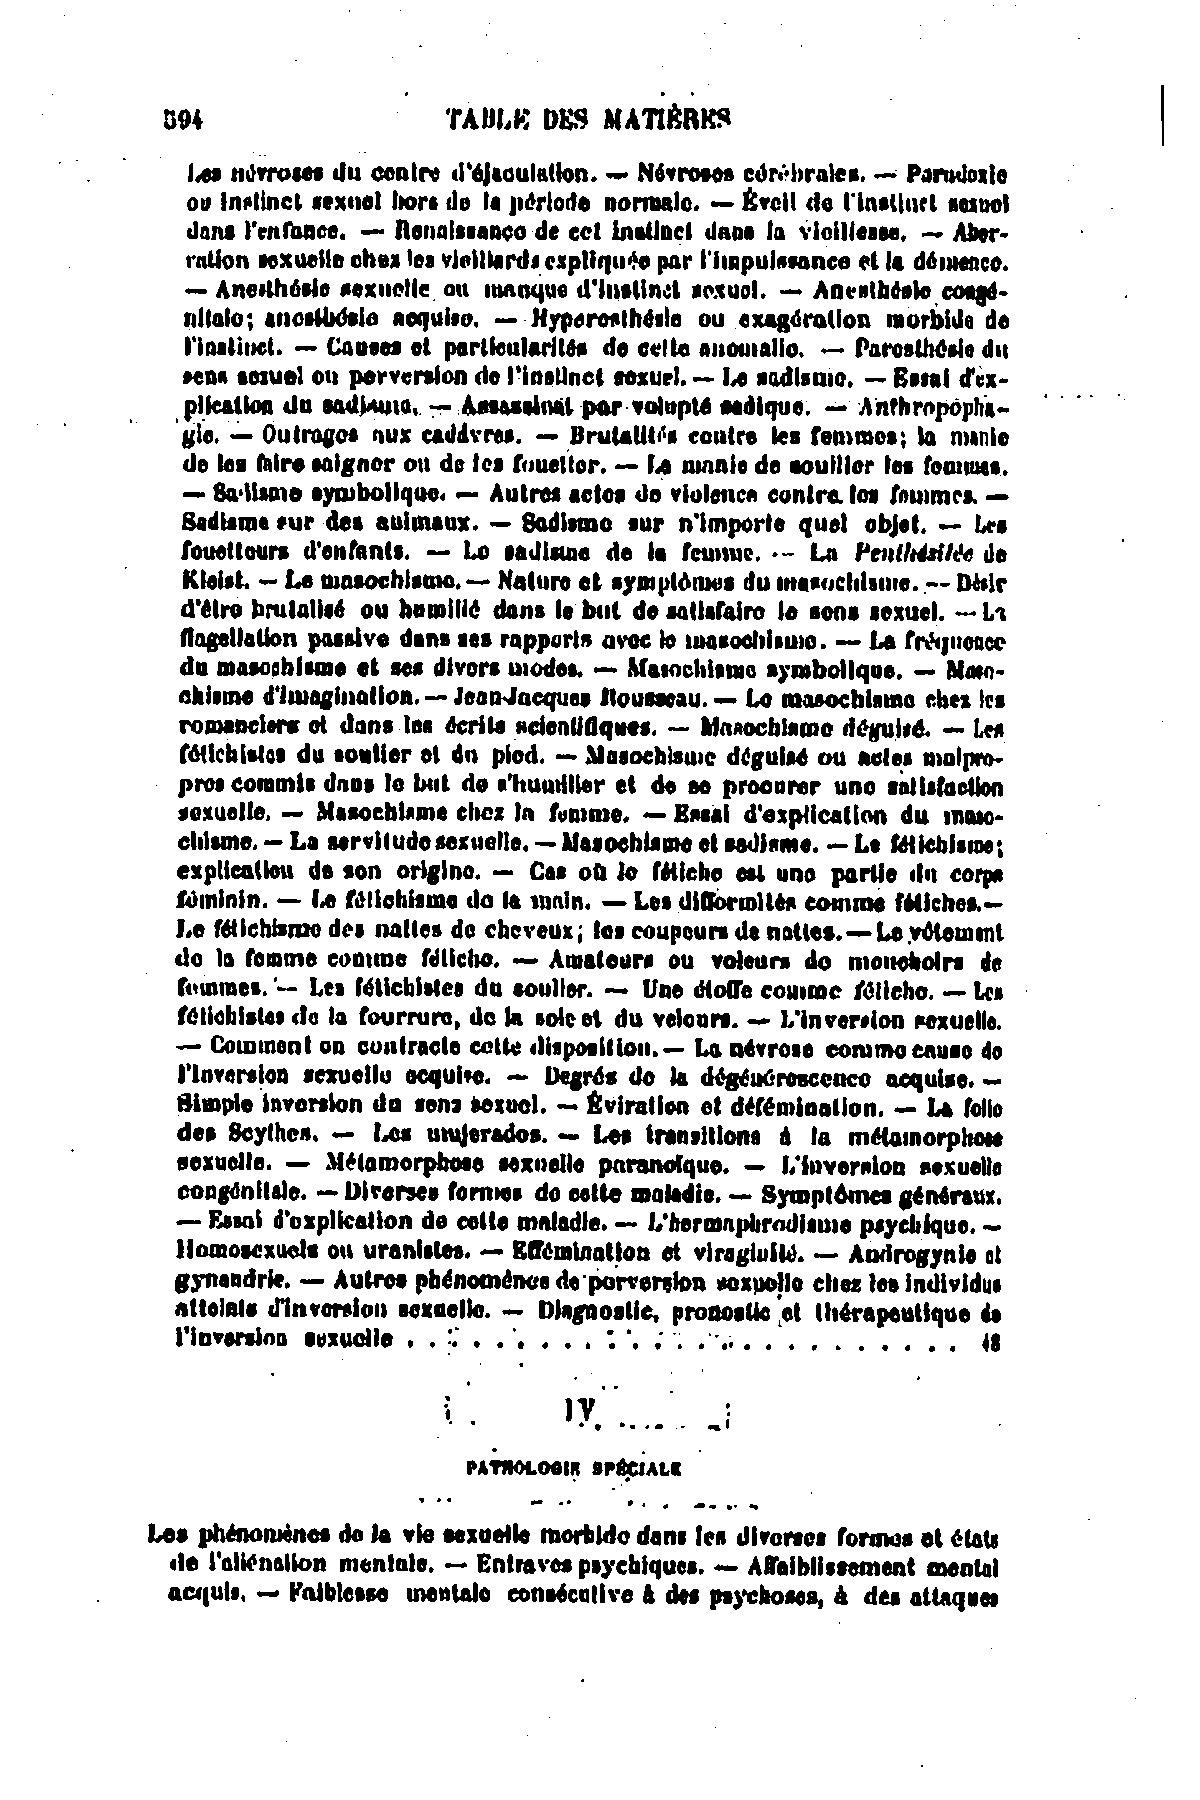 594 TABLE DES MATIÈRES
Les névroses du centre d'éjaculation. — Névroses cérébrales. — Paradoxie
ou instinct sexuel hors de la période normale. — Éveil de l'instinct sexuel
dans l'enfance. — Renaissance de cet instinct dans la vieillesse. — Aber-
ration sexuelle chez les vieillards expliquée par l'impuissance et la démence.
— Anesthésie sexuelle ou manque d'instinct sexuel. — Anesthésie congé-
nitale; anesthésie acquise. — Hyperesthésie ou exagération morbide de
l'instinct. — Causes et particularités de cette anomalie. — Paresthésie du
sens sexuel ou perversion de l'instinct sexuel. — Le sadisme. — Essai d'ex-
plication du sadisme. — Assassinat par volupté sadique. — Anthropopha-
gie. — Outrages aux cadavres. — Brutalités contre les femmes; la manie
de les faire saigner ou de les fouetter. — La manie de souiller les femmes.
— Sadisme symbolique. — Autres actes de violence contre les femmes. —
Sadisme sur des animaux. — Sadisme sur n'importe quel objet. — Les
fouetteurs d'enfants. — Le sadisme de la femme. — La Penthésilée de
Kleist. — Le masochisme. — Nature et symptômes du masochisme. — Désir
d'être brutalisé ou humilié dans le but de satisfaire le sens sexuel. — La
flagellation passive dans ses rapports avec le masochisme. — La fréquence
du masochisme et ses divers modes. — Masochisme symbolique. — Maso-
chisme d'imagination. — Jean-Jacques Rousseau. — Le masochisme chez les
romanciers et dans les écrits scientifiques. — Masochisme déguisé. — Les
fétichistes du soulier et du pied. — Masochisme déguisé ou actes malpro-
pres commis dans le but de s'humilier et de se procurer une satisfaction
sexuelle. — Masochisme chez la femme. — Essai d'explication du maso-
chisme. — La servitude sexuelle. — Masochisme et sadisme. — Le fétichisme;
explication de son origine. — Cas où le fétiche est une partie du corps
féminin. — Le fétichisme de la main. — Les difformités comme fétiches. —
Le fétichisme des nattes de cheveux; les coupeurs de nattes. — Le vêtement
de la femme comme fétiche. — Amateurs ou voleurs de mouchoirs de
femmes. — Les fétichistes du soulier. — Une étoffe comme fétiche. — Les
fétichistes de la fourrure, de la soie et du velours. — L'inversion sexuelle.
— Comment on contracte cette disposition. — La névrose comme cause de
l'inversion sexuelle acquise. — Degrés de la dégénérescence acquise. —
Simple inversion du sens sexuel. — Éviration et défémination. — La folie
des Scythes. — Les mujerados. — Les transitions à la métamorphose
sexuelle. — Métamorphose sexuelle paranoïque. — L'inversion sexuelle
congénitale. — Diverses formes de cette maladie. — Symptômes généraux.
— Essai d'explication de cette maladie. — L'hermaphrodisme psychique. —
Homosexuels ou uranistes. — Effémination et viraginité. — Androgynie et
gynandrie. — Autres phénomènes de perversion sexuelle chez les individus
atteints d'inversion sexuelle. — Diagnostic, pronostic et thérapeutique de
l'inversion sexuelle . . . . . . . . . . . . . . . . . . . . . . . . . 48
IV
PATHOLOGIE SPÉCIALE
Les phénomènes de la vie sexuelle morbide dans les diverses formes et états
de l'aliénation mentale. — Entraves psychiques. — Affaiblissement mental
acquis. — Faiblesse mentale consécutive à des psychoses, à des attaques